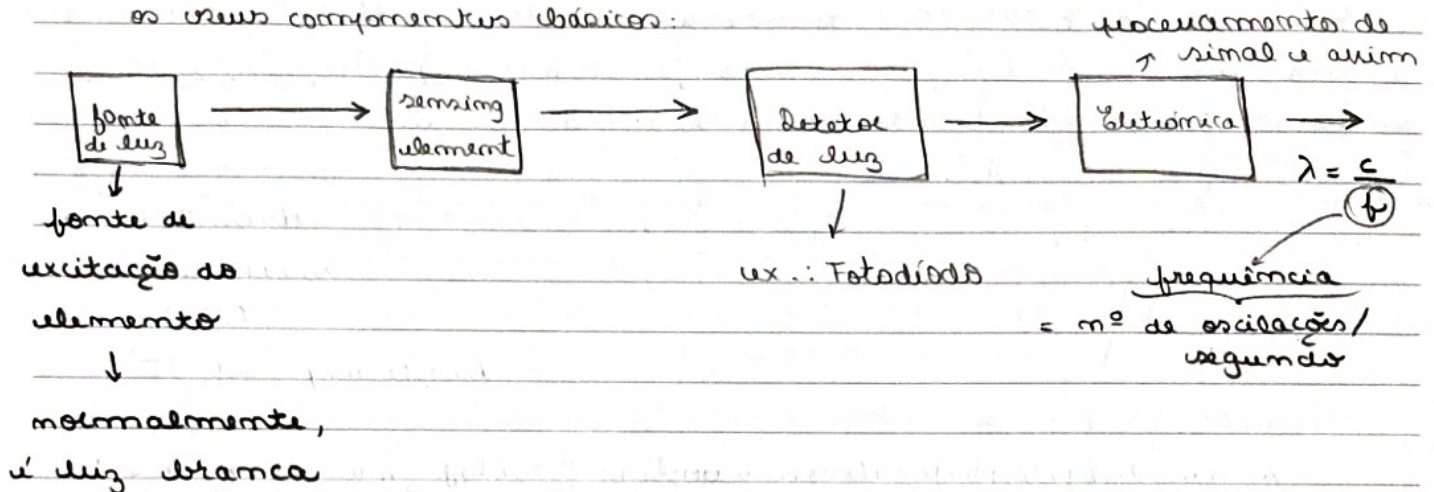 os seus componentes básicos:
processamento de
sinal e assim
fonte
de luz
sensing
element
Detetor
de luz
Eletrónica
λ = c/f
fonte de
excitação do
elemento
ex.: Fotodíodo
frequência
= nº de oscilações/
segundo
normalmente,
é luz branca